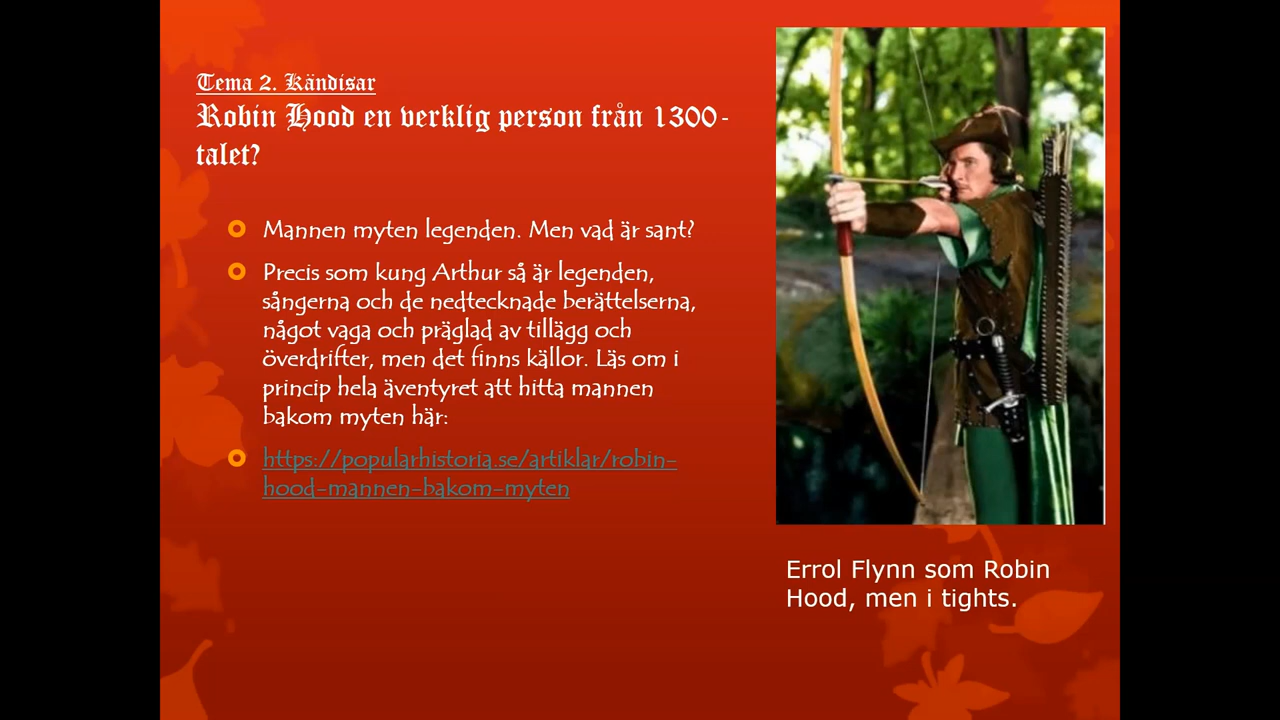 Tema 2. Kändisar
Robin Hood en verklig person från 1300-
talet?
Mannen myten legenden. Men vad är sant?
Precis som kung Arthur så är legenden,
sångerna och de nedtecknade berättelserna,
något vaga och präglad av tillägg och
överdrifter, men det finns källor. Läs om i
princip hela äventyret att hitta mannen
bakom myten här:
https://popularhistoria.se/artiklar/robin-
hood-mannen-bakom-myten
Errol Flynn som Robin
Hood, men i tights.